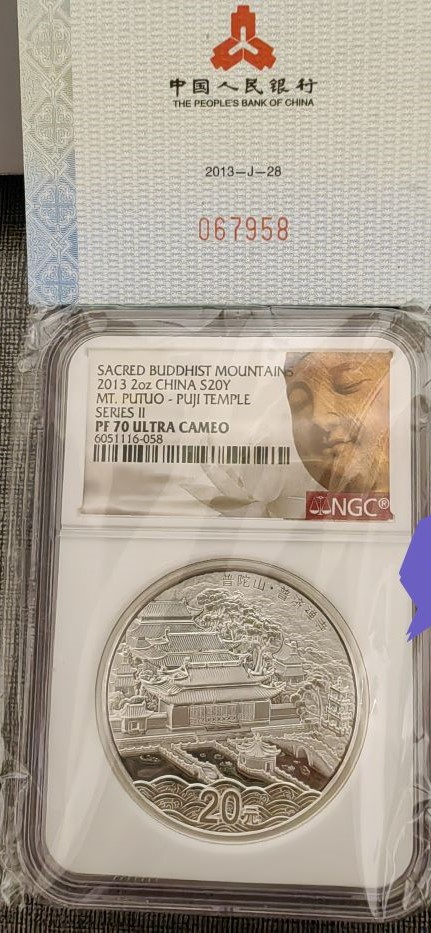 中国人民银行
THE PEOPLE'S BANK OF CHINA
2013—J—28
067958
SACRED BUDDHIST MOUNTAINS
2013 2oz CHINA S20Y
MT. PUTUO - PUJI TEMPLE
SERIES II
PF 70 ULTRA CAMEO
6051116-058
NGC®
普陀山·普济禅寺
20元